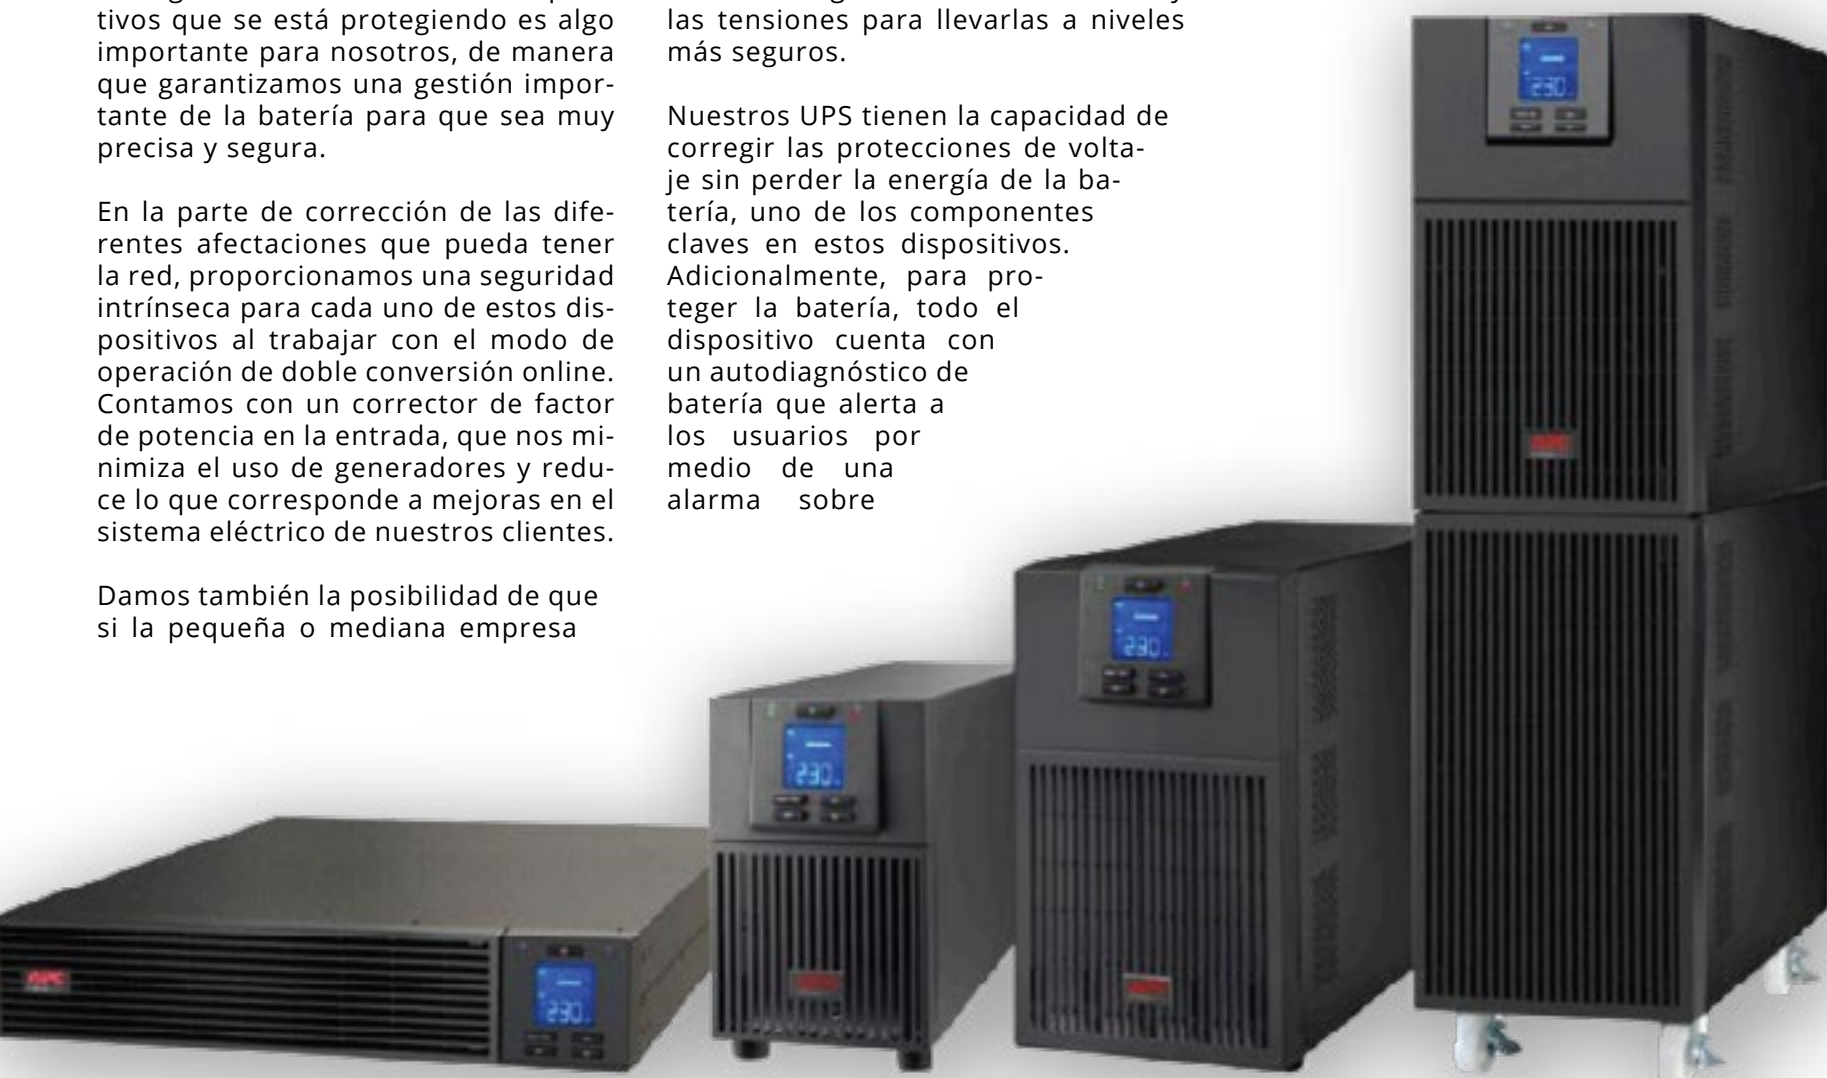 tivos que se está protegiendo es algo
importante para nosotros, de manera
que garantizamos una gestión impor-
tante de la batería para que sea muy
precisa y segura.
En la parte de corrección de las dife-
rentes afectaciones que pueda tener
la red, proporcionamos una seguridad
intrínseca para cada uno de estos dis-
positivos al trabajar con el modo de
operación de doble conversión online.
Contamos con un corrector de factor
de potencia en la entrada, que nos mi-
nimiza el uso de generadores y redu-
ce lo que corresponde a mejoras en el
sistema eléctrico de nuestros clientes.
Damos también la posibilidad de que
si la pequeña o mediana empresa
las tensiones para llevarlas a niveles
más seguros.
Nuestros UPS tienen la capacidad de
corregir las protecciones de volta-
je sin perder la energía de la ba-
tería, uno de los componentes
claves en estos dispositivos.
Adicionalmente, para pro-
teger la batería, todo el
dispositivo cuenta con
un autodiagnóstico de
batería que alerta a
los usuarios por
medio de una
alarma sobre
APC
230
230
230
230